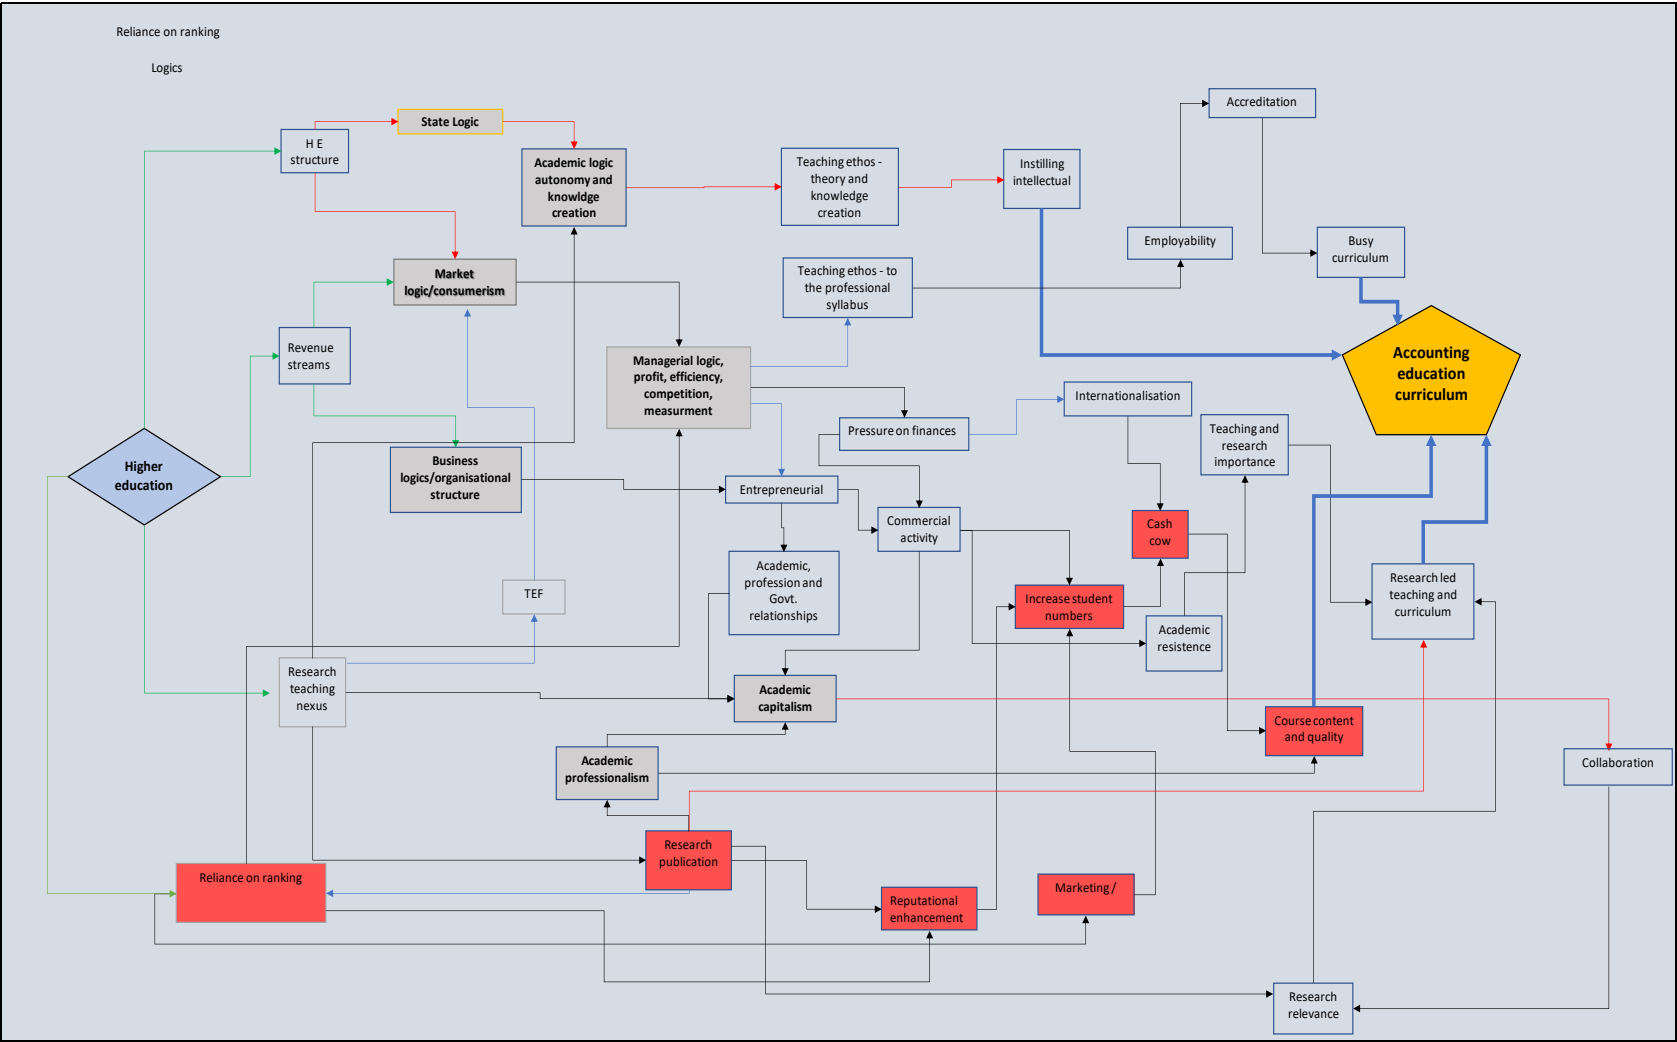 Reliance on ranking
Logics
H E
structure
State Logic
Academic logic
autonomy and
knowldge
creation
Teaching ethos -
theory and
knowledge
creation
Instilling
intellectual
Accreditation
Employability
Busy
curriculum
Market
logic/consumerism
Teaching ethos - to
the professional
syllabus
Revenue
streams
Managerial logic,
profit, efficiency,
competition,
measurment
Accounting
education
curriculum
Internationalisation
Pressure on finances
Teaching and
research
importance
Higher
education
Business
logics/organisational
structure
Entrepreneurial
Commercial
activity
Cash
cow
Academic,
profession and
Govt.
relationships
TEF
Increase student
numbers
Research led
teaching and
curriculum
Academic
resistence
Research
teaching
nexus
Academic
capitalism
Course content
and quality
Academic
professionalism
Collaboration
Research
publication
Reliance on ranking
Reputational
enhancement
Marketing /
Research
relevance